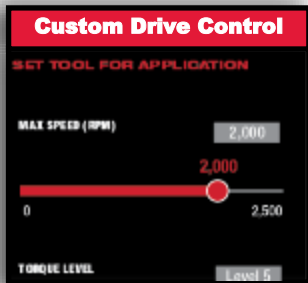 Custom Drive Control
SET TOOL FOR APPLICATION
MAX SPEED (RPM)
2,000
2,000
0
2,500
TORQUE LEVEL
Level 5